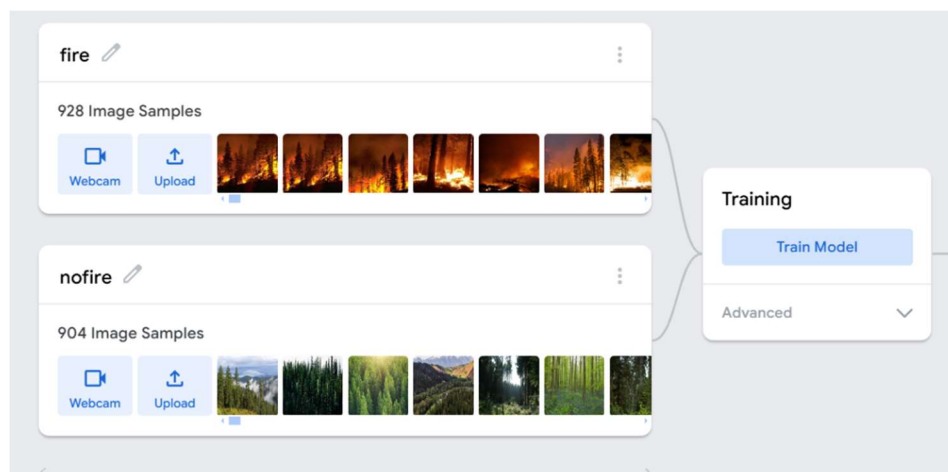 fire
928 Image Samples
Webcam
Upload
nofire
904 Image Samples
Webcam
Upload
Training
Train Model
Advanced